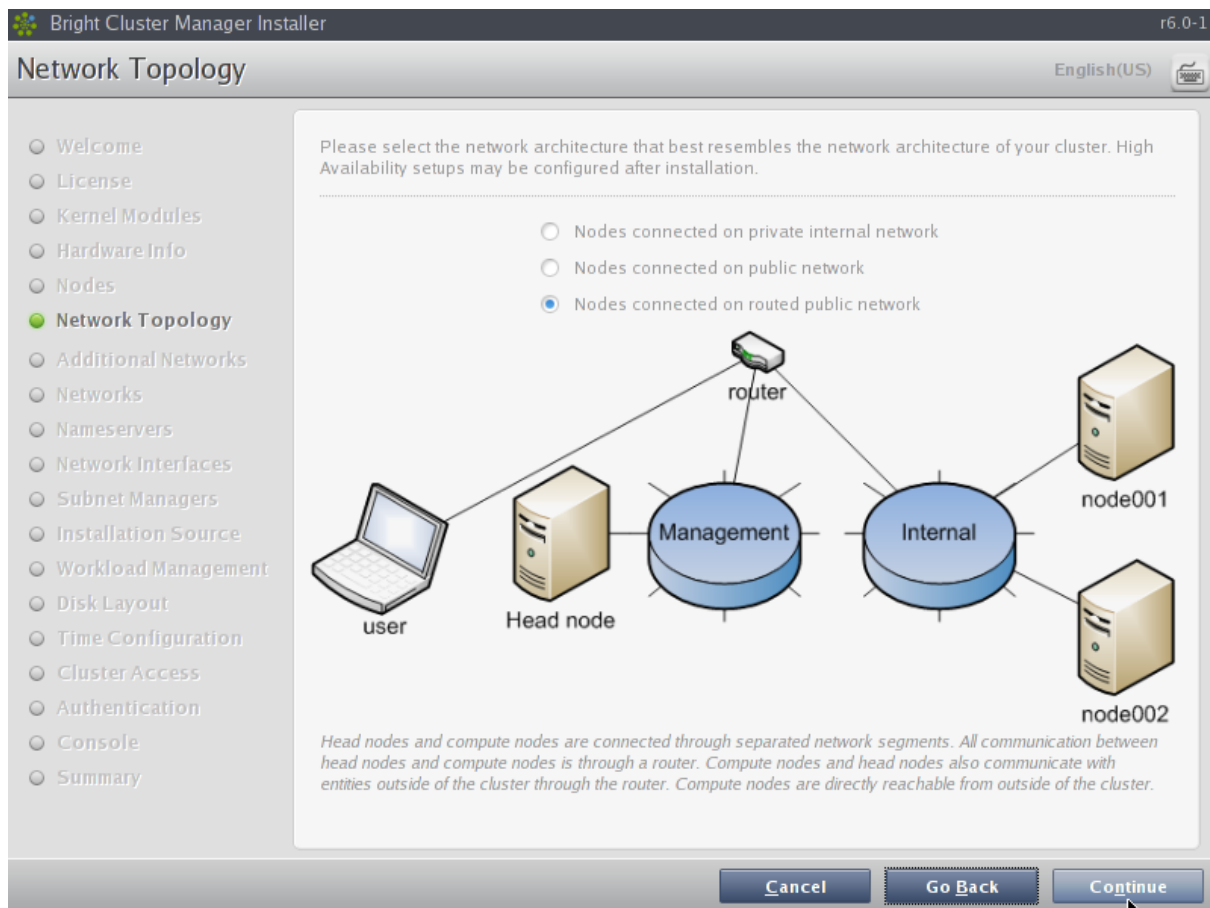 Bright Cluster Manager Installer
r6.0-1
Network Topology
English(US)
Welcome
License
Kernel Modules
Hardware Info
Nodes
Network Topology
Additional Networks
Networks
Nameservers
Network Interfaces
Subnet Managers
Installation Source
Workload Management
Disk Layout
Time Configuration
Cluster Access
Authentication
Console
Summary
Please select the network architecture that best resembles the network architecture of your cluster. High
Availability setups may be configured after installation.
Nodes connected on private internal network
Nodes connected on public network
Nodes connected on routed public network
router
node001
Management
Internal
user
Head node
node002
Head nodes and compute nodes are connected through separated network segments. All communication between
head nodes and compute nodes is through a router. Compute nodes and head nodes also communicate with
entities outside of the cluster through the router. Compute nodes are directly reachable from outside of the cluster.
Cancel
Go Back
Continue